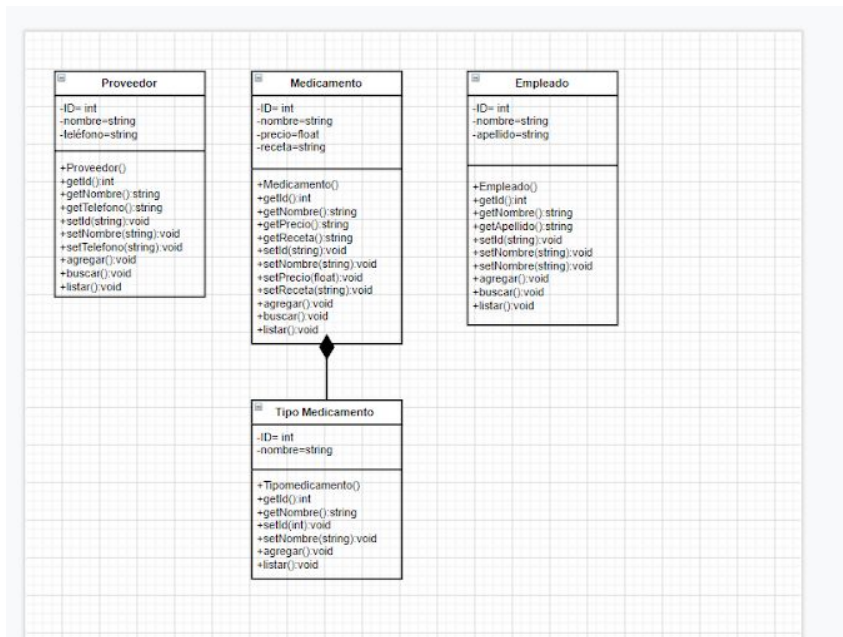 Proveedor
-ID= int
-nombre=string
-teléfono=string
+Proveedor()
+getId():int
+getNombre():string
+getTelefono():string
+setId(string):void
+setNombre(string):void
+setTelefono(string):void
+agregar():void
+buscar():void
+listar():void
Medicamento
-ID= int
-nombre=string
-precio=float
-receta=string
+Medicamento()
+getId():int
+getNombre():string
+getPrecio():string
+getReceta():string
+setId(string):void
+setNombre(string):void
+setPrecio(float):void
+setReceta(string):void
+agregar():void
+buscar():void
+listar():void
Empleado
-ID= int
-nombre=string
-apellido=string
+Empleado()
+getId():int
+getNombre():string
+getApellido():string
+setId(string):void
+setNombre(string):void
+setNombre(string):void
+agregar():void
+buscar():void
+listar():void
Tipo Medicamento
-ID= int
-nombre=string
+Tipomedicamento()
+getId():int
+getNombre():string
+setId(int):void
+setNombre(string):void
+agregar():void
+listar():void